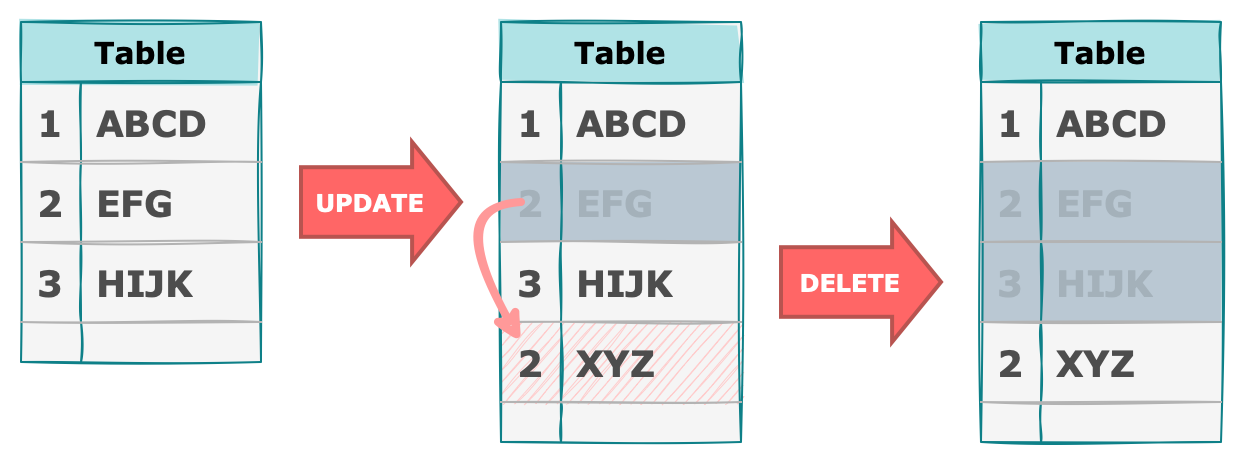 Table
1 ABCD
2 EFG
3 HIJK
UPDATE
Table
1 ABCD
2 EFG
3 HIJK
2 XYZ
DELETE
Table
1 ABCD
2 EFG
3 HIJK
2 XYZ